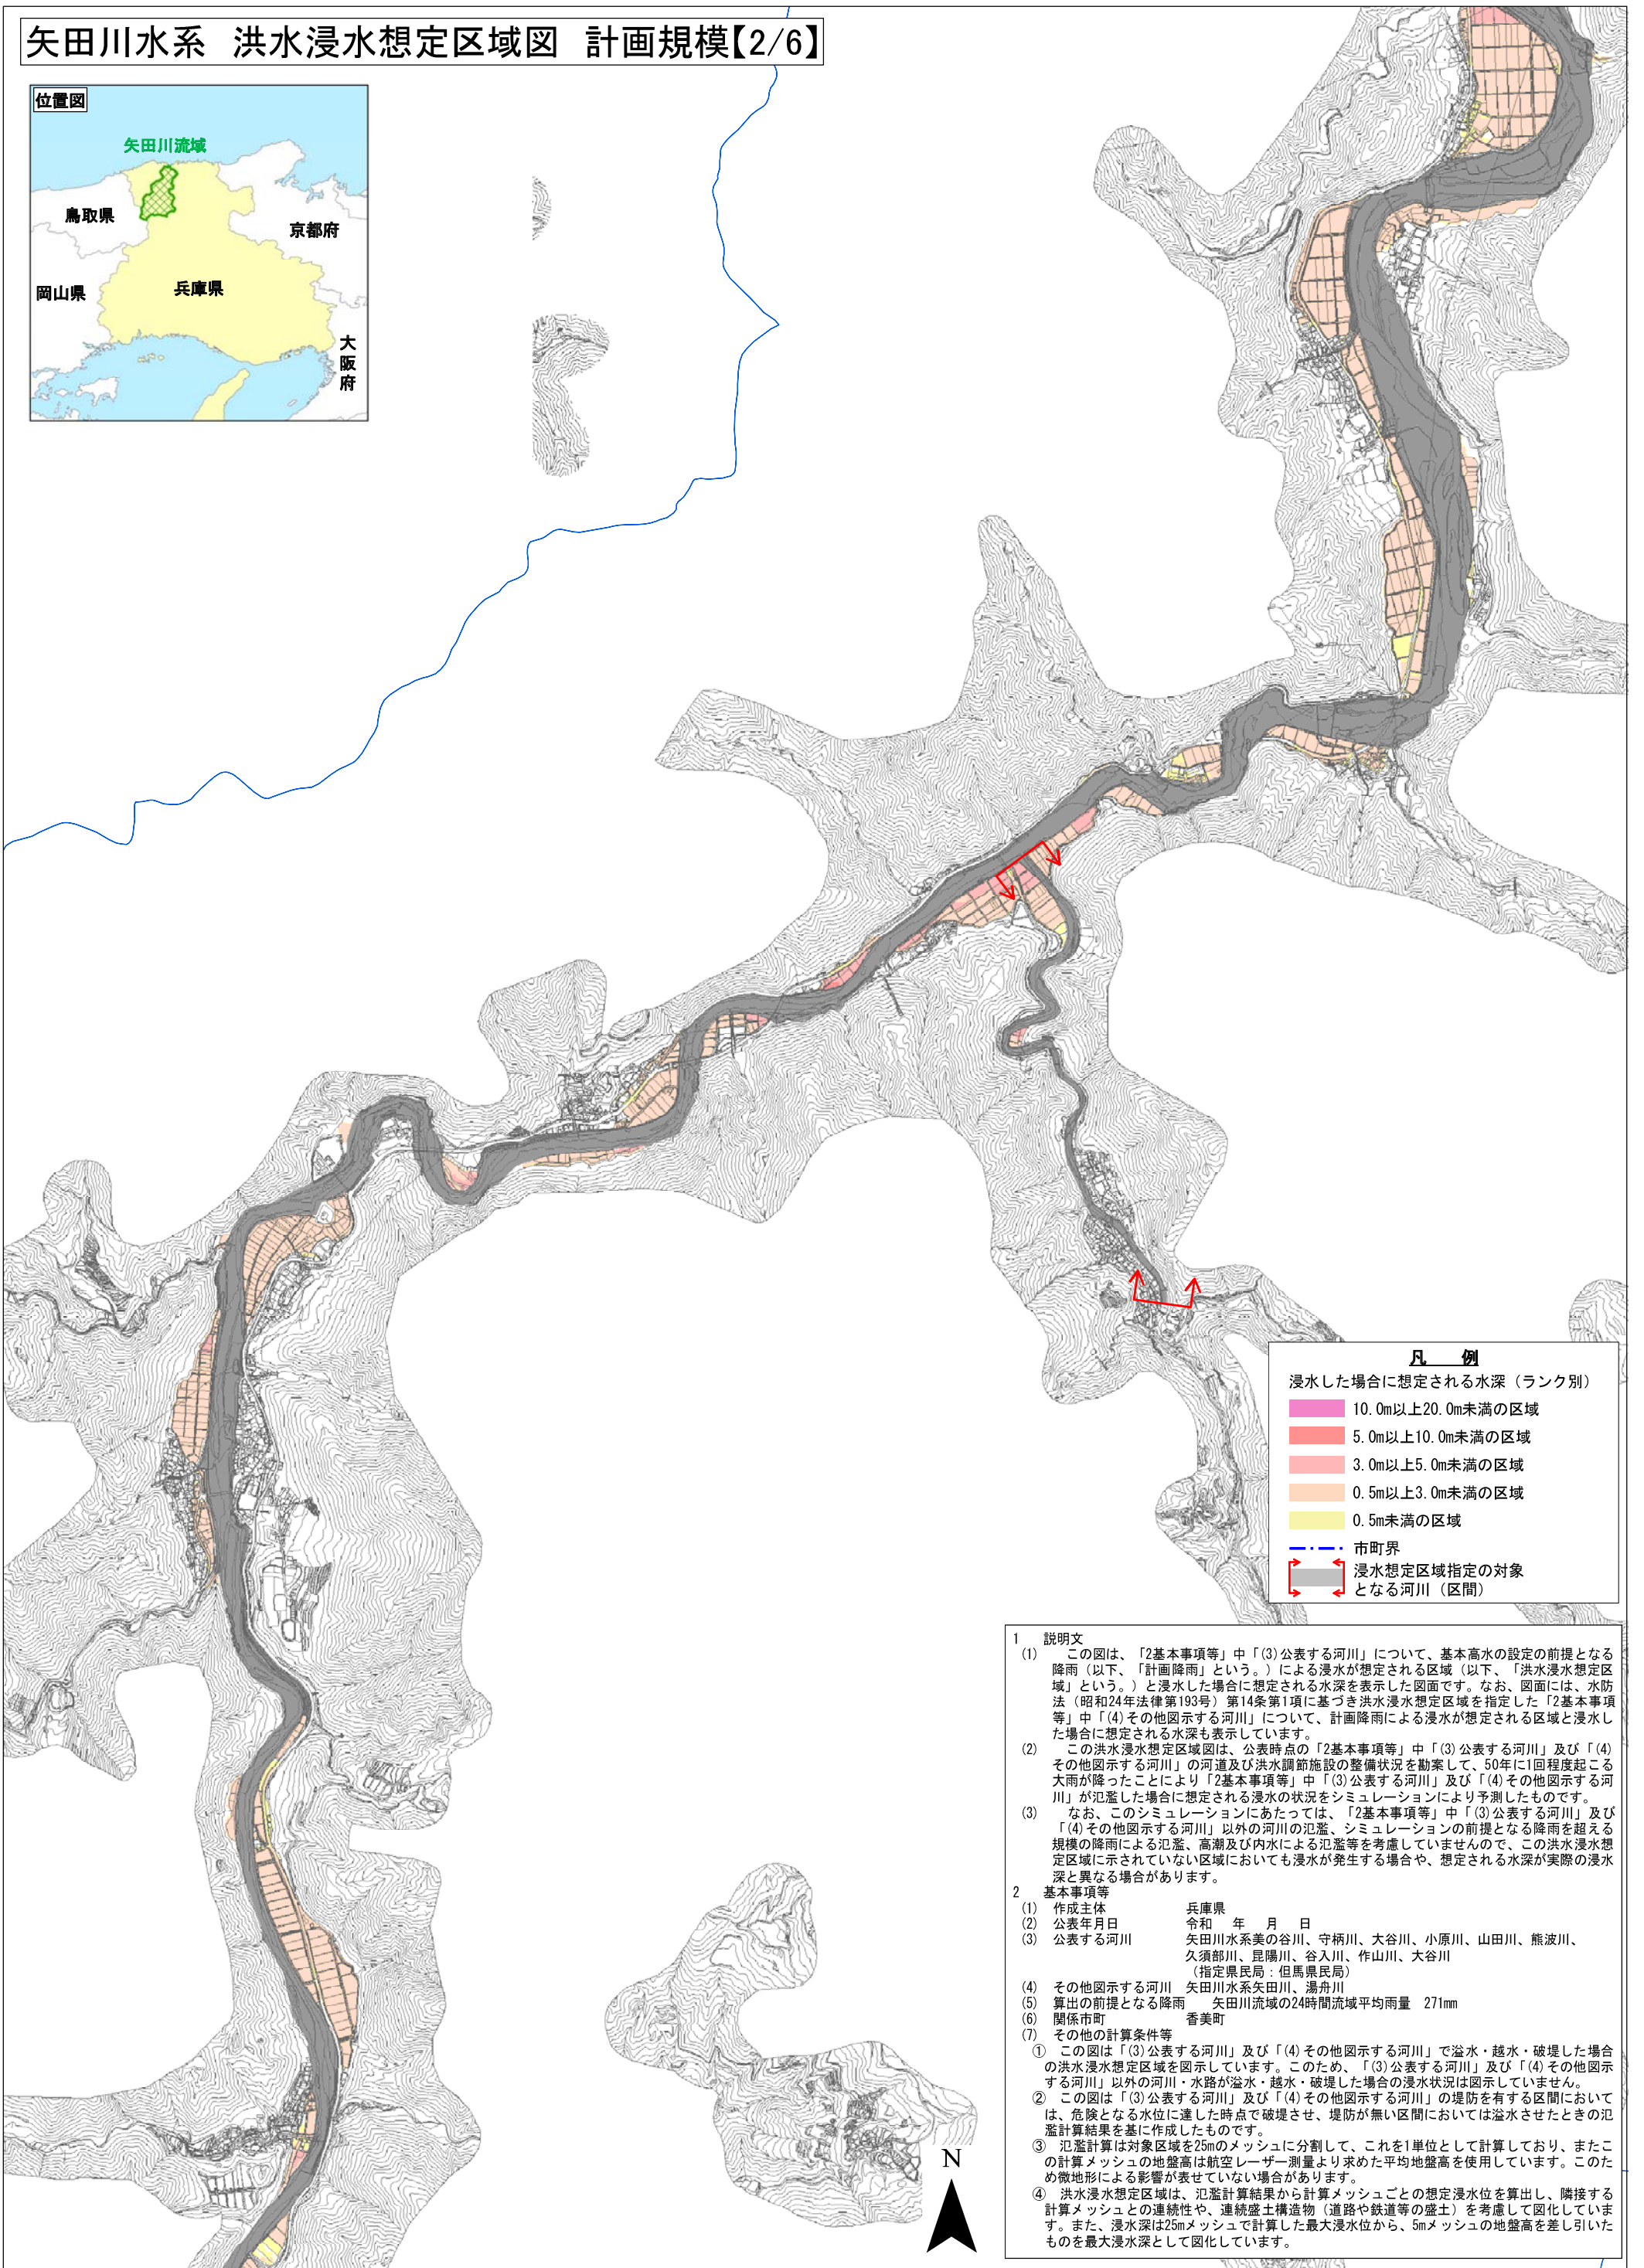 矢田川水系 洪水浸水想定区域図 計画規模【2/6】
位置図
矢田川流域
鳥取県
京都府
岡山県
兵庫県
大阪府
凡 例
浸水した場合に想定される水深（ランク別）
10.0m以上20.0m未満の区域
5.0m以上10.0m未満の区域
3.0m以上5.0m未満の区域
0.5m以上3.0m未満の区域
0.5m未満の区域
市町界
浸水想定区域指定の対象
となる河川（区間）
1 説明文
(1) この図は、「2基本事項等」中「(3)公表する河川」について、基本高水の設定の前提となる
降雨（以下、「計画降雨」という。）による浸水が想定される区域（以下、「洪水浸水想定区
域」という。）と浸水した場合に想定される水深を表示した図面です。なお、図面には、水防
法（昭和24年法律第193号）第14条第1項に基づき洪水浸水想定区域を指定した「2基本事項
等」中「(4)その他図示する河川」について、計画降雨による浸水が想定される区域と浸水し
た場合に想定される水深も表示しています。
(2) この洪水浸水想定区域図は、公表時点の「2基本事項等」中「(3)公表する河川」及び「(4)
その他図示する河川」の河道及び洪水調節施設の整備状況を勘案して、50年に1回程度起こる
大雨が降ったことにより「2基本事項等」中「(3)公表する河川」及び「(4)その他図示する河
川」が氾濫した場合に想定される浸水の状況をシミュレーションにより予測したものです。
(3) なお、このシミュレーションにあたっては、「2基本事項等」中「(3)公表する河川」及び
「(4)その他図示する河川」以外の河川の氾濫、シミュレーションの前提となる降雨を超える
規模の降雨による氾濫、高潮及び内水による氾濫等を考慮していませんので、この洪水浸水想
定区域に示されていない区域においても浸水が発生する場合や、想定される水深が実際の浸水
深と異なる場合があります。
2 基本事項等
(1) 作成主体 兵庫県
(2) 公表年月日 令和 年 月 日
(3) 公表する河川 矢田川水系美の谷川、守柄川、大谷川、小原川、山田川、熊波川、
久須部川、昆陽川、谷入川、作山川、大谷川
（指定県民局：但馬県民局）
(4) その他図示する河川 矢田川水系矢田川、湯舟川
(5) 算出の前提となる降雨 矢田川流域の24時間流域平均雨量 271mm
(6) 関係市町 香美町
(7) その他の計算条件等
① この図は「(3)公表する河川」及び「(4)その他図示する河川」で溢水・越水・破堤した場合
の洪水浸水想定区域を図示しています。このため、「(3)公表する河川」及び「(4)その他図示
する河川」以外の河川・水路が溢水・越水・破堤した場合の浸水状況は図示していません。
② この図は「(3)公表する河川」及び「(4)その他図示する河川」の堤防を有する区間において
は、危険となる水位に達した時点で破堤させ、堤防が無い区間においては溢水させたときの氾
濫計算結果を基に作成したものです。
③ 氾濫計算は対象区域を25mのメッシュに分割して、これを1単位として計算しており、またこ
の計算メッシュの地盤高は航空レーザー測量より求めた平均地盤高を使用しています。このた
め微地形による影響が表せていない場合があります。
④ 洪水浸水想定区域は、氾濫計算結果から計算メッシュごとの想定浸水位を算出し、隣接する
計算メッシュとの連続性や、連続盛土構造物（道路や鉄道等の盛土）を考慮して図化していま
す。また、浸水深は25mメッシュで計算した最大浸水位から、5mメッシュの地盤高を差し引いた
ものを最大浸水深として図化しています。
N